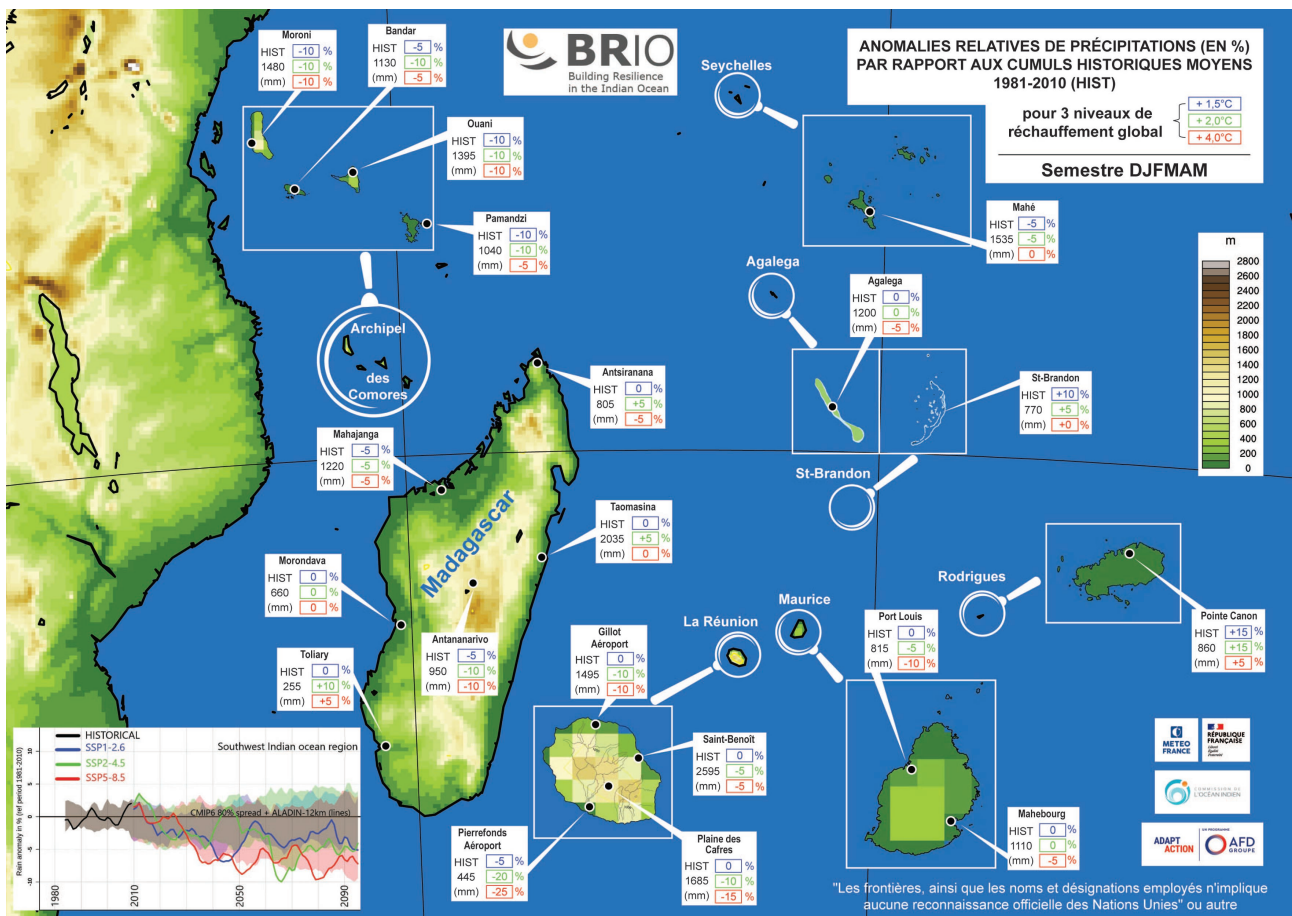 BRIO
Building Resilience
in the Indian Ocean
ANOMALIES RELATIVES DE PRÉCIPITATIONS (EN %)
PAR RAPPORT AUX CUMULS HISTORIQUES MOYENS
1981-2010 (HIST)
pour 3 niveaux de
réchauffement global
+ 1,5°C
+ 2,0°C
+ 4,0°C
Semestre DJFMAM
Moroni
HIST -10 %
1480 -10 %
(mm) -10 %
Bandar
HIST -5 %
1130 -10 %
(mm) -5 %
Ouani
HIST -10 %
1395 -10 %
(mm) -10 %
Pamandzi
HIST -10 %
1040 -10 %
(mm) -5 %
Archipel
des
Comores
Seychelles
Mahé
HIST -5 %
1535 -5 %
(mm) 0 %
Agalega
Agalega
HIST 0 %
1200 0 %
(mm) -5 %
St-Brandon
HIST +10 %
770 +5 %
(mm) +0 %
St-Brandon
m
2800
2600
2400
2200
2000
1800
1600
1400
1200
1000
800
600
400
200
0
Antsiranana
HIST 0 %
805 +5 %
(mm) -5 %
Mahajanga
HIST -5 %
1220 -5 %
(mm) -5 %
Madagascar
Taomasina
HIST 0 %
2035 +5 %
(mm) 0 %
Morondava
HIST 0 %
660 0 %
(mm) 0 %
Antananarivo
HIST -5 %
950 -10 %
(mm) -10 %
Toliary
HIST 0 %
255 +10 %
(mm) +5 %
La Réunion
Gillot
Aéroport
HIST 0 %
1495 -10 %
(mm) -10 %
Saint-Benoît
HIST 0 %
2595 -5 %
(mm) -5 %
Pierrefonds
Aéroport
HIST -5 %
445 -20 %
(mm) -25 %
Plaine des
Cafres
HIST 0 %
1685 -10 %
(mm) -15 %
Maurice
Port Louis
HIST 0 %
815 -5 %
(mm) -10 %
Mahebourg
HIST 0 %
1110 0 %
(mm) -5 %
Rodrigues
Pointe Canon
HIST +15 %
860 +15 %
(mm) +5 %
HISTORICAL
SSP1-2.6
SSP2-4.5
SSP5-8.5
Southwest Indian ocean region
CMIP6 80% spread + ALADIN-12km (lines)
Rain anomaly in % (ref period 1981-2010)
10
5
0
-5
-10
1980
2010
2050
2090
METEO
FRANCE
RÉPUBLIQUE
FRANÇAISE
Liberté
Égalité
Fraternité
COMMISSION DE
L'OCÉAN INDIEN
ADAPT
ACTION
UN PROGRAMME
AFD
GROUPE
"Les frontières, ainsi que les noms et désignations employés n'implique
aucune reconnaissance officielle des Nations Unies" ou autre